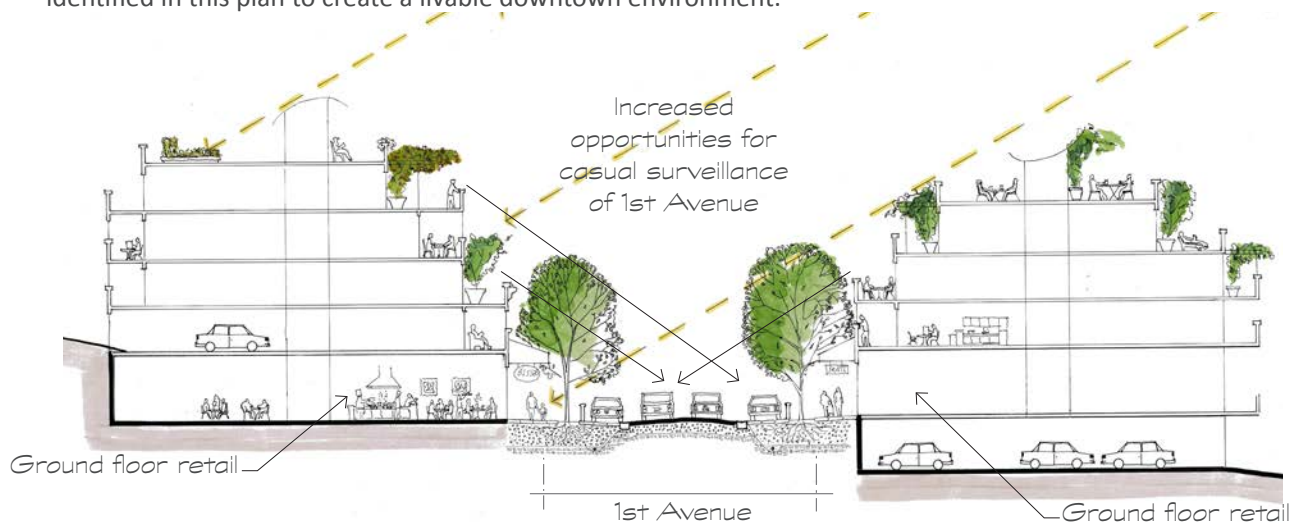 identified in this plan to create a livable downtown environment.
Increased
opportunities for
casual surveillance
of 1st Avenue
Ground floor retail
1st Avenue
Ground floor retail